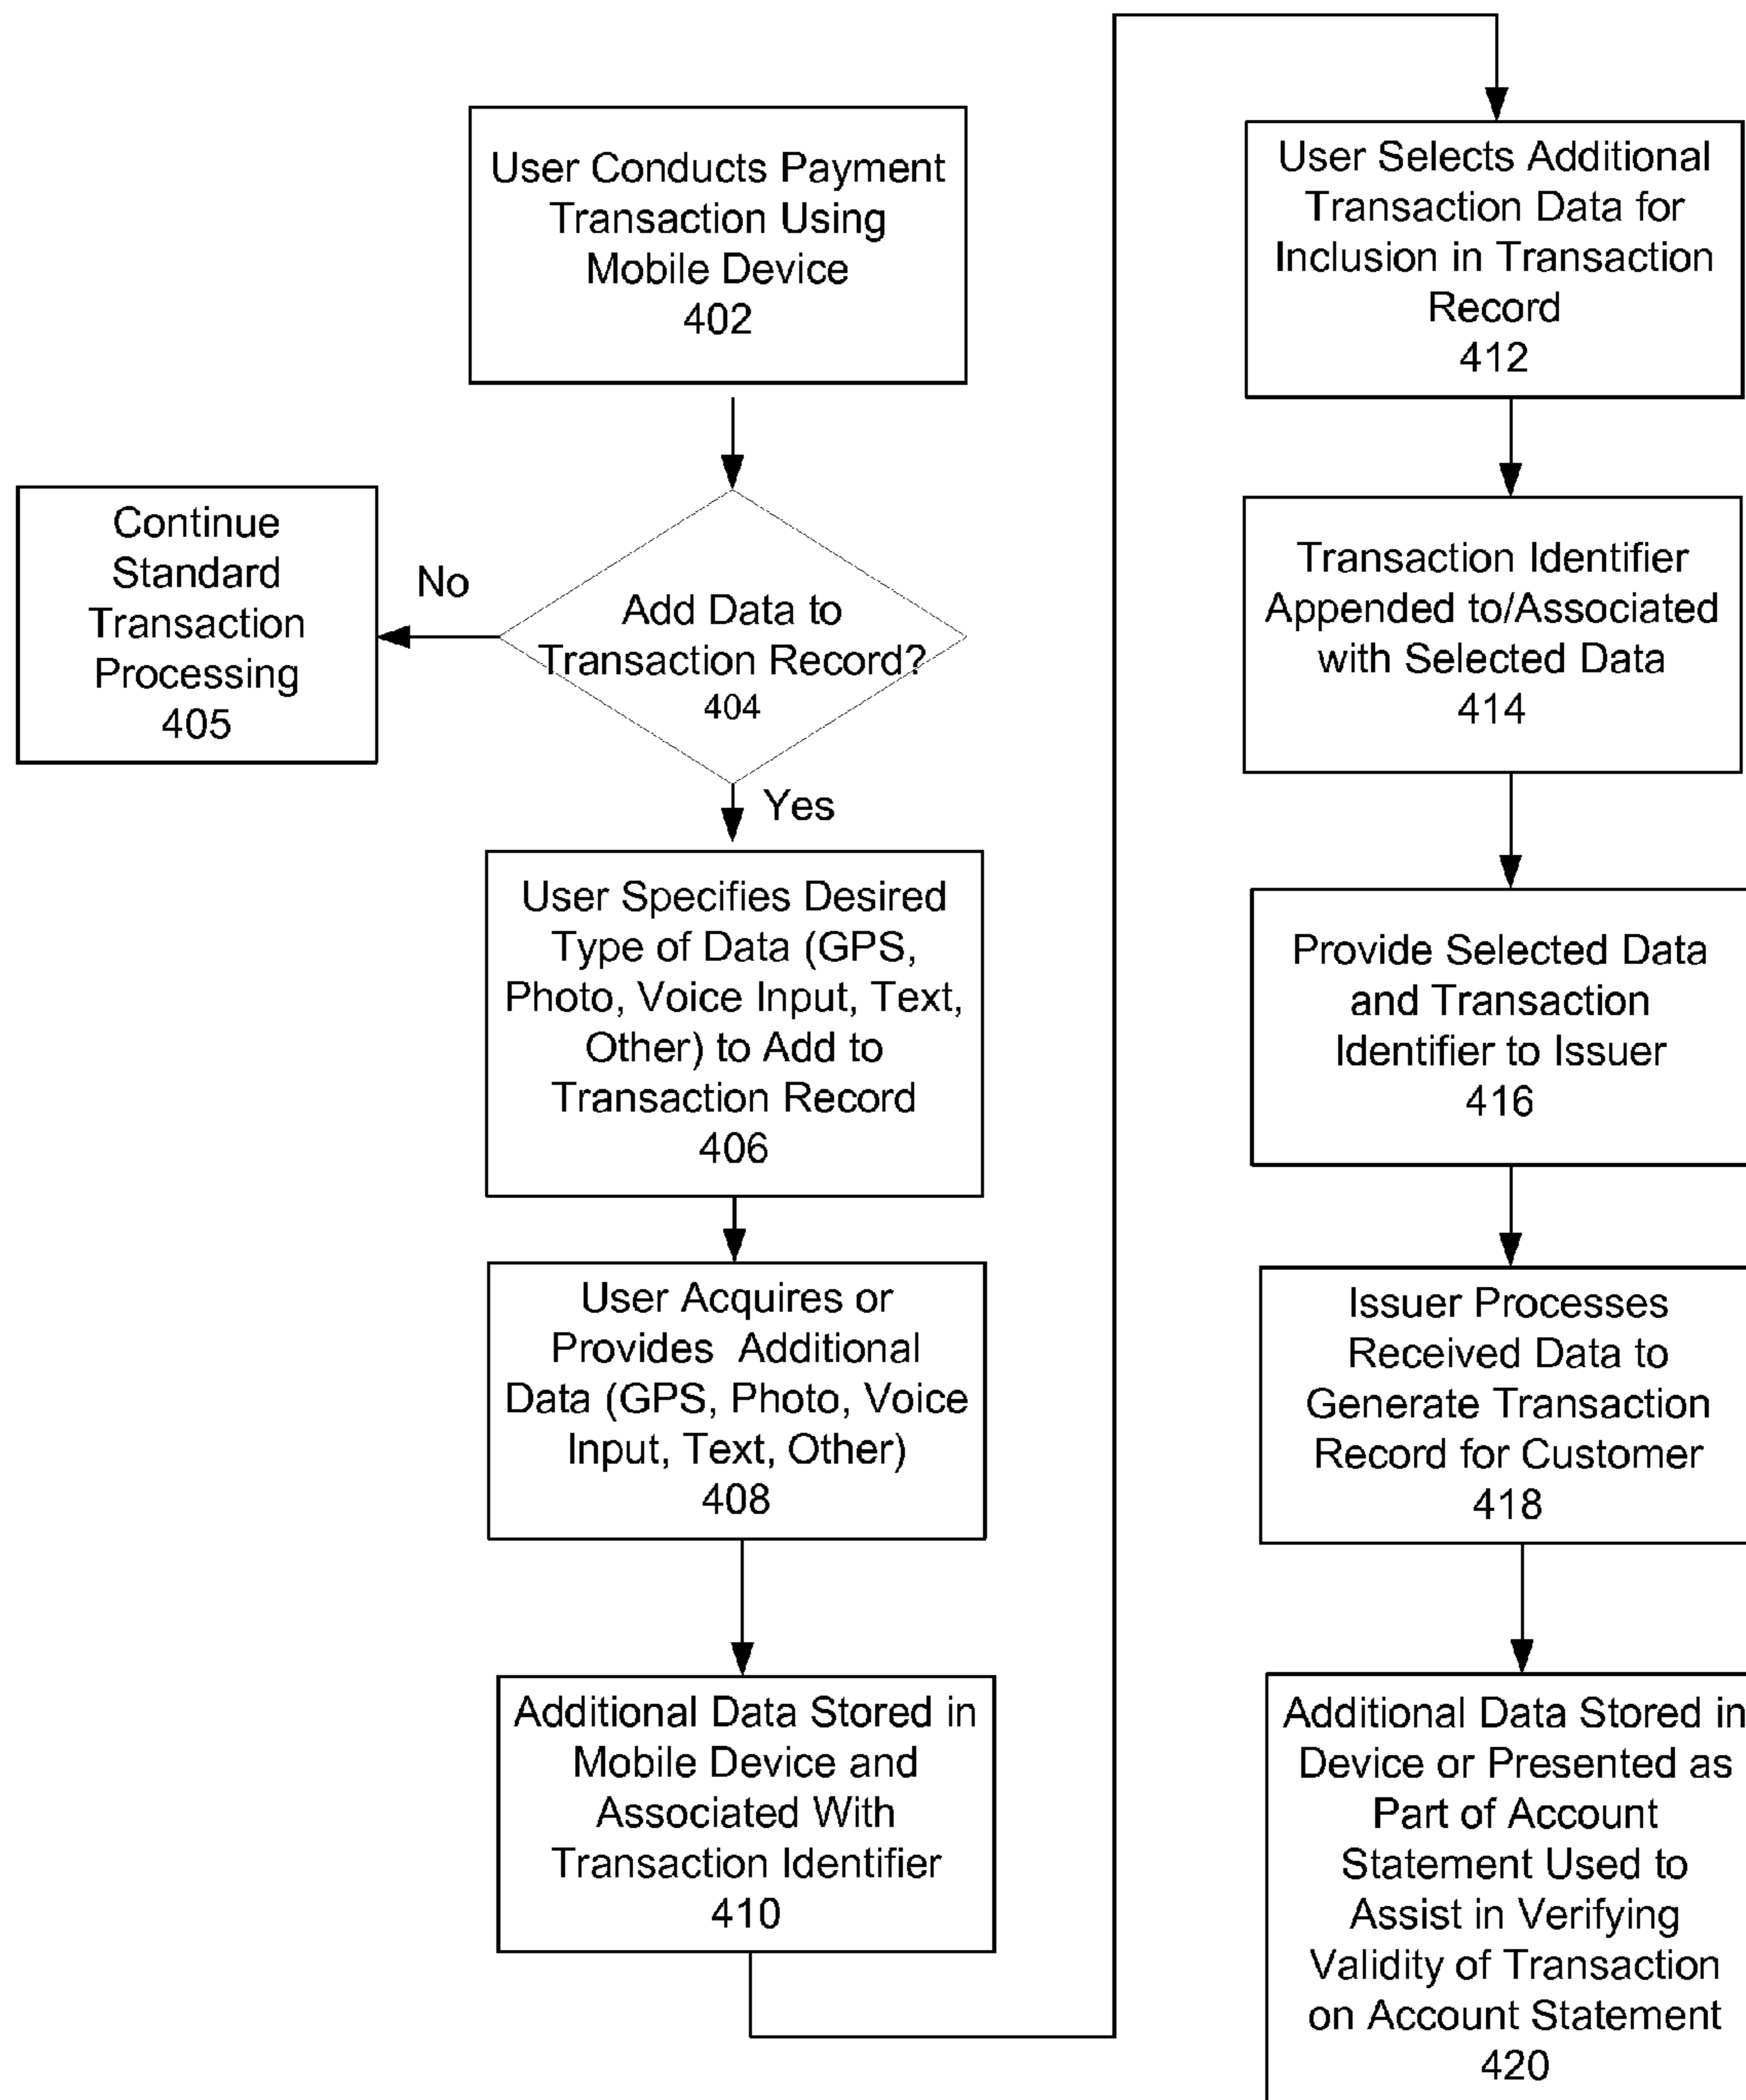 User Conducts Payment
Transaction Using
Mobile Device
402
Continue
Standard
Transaction
Processing
405
No
Add Data to
Transaction Record?
404
Yes
User Specifies Desired
Type of Data (GPS,
Photo, Voice Input, Text,
Other) to Add to
Transaction Record
406
User Acquires or
Provides Additional
Data (GPS, Photo, Voice
Input, Text, Other)
408
Additional Data Stored in
Mobile Device and
Associated With
Transaction Identifier
410
User Selects Additional
Transaction Data for
Inclusion in Transaction
Record
412
Transaction Identifier
Appended to/Associated
with Selected Data
414
Provide Selected Data
and Transaction
Identifier to Issuer
416
Issuer Processes
Received Data to
Generate Transaction
Record for Customer
418
Additional Data Stored in
Device or Presented as
Part of Account
Statement Used to
Assist in Verifying
Validity of Transaction
on Account Statement
420